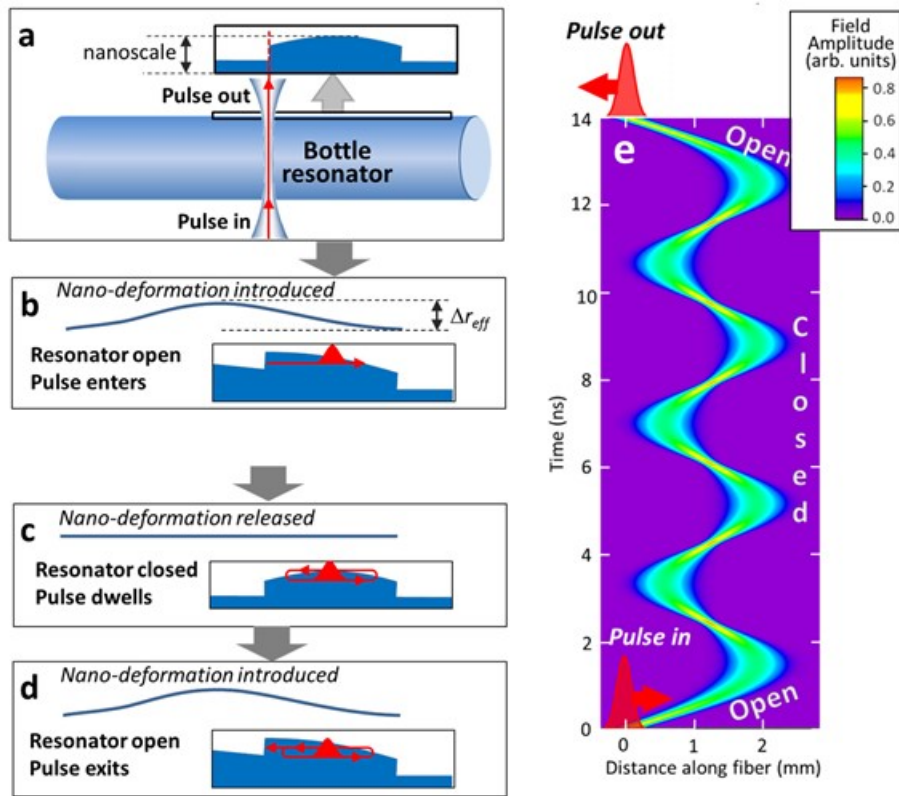 a
nanoscale
Pulse out
Bottle
resonator
Pulse in
b
Nano-deformation introduced
Δr_eff
Resonator open
Pulse enters
c
Nano-deformation released
Resonator closed
Pulse dwells
d
Nano-deformation introduced
Resonator open
Pulse exits
Pulse out
Field
Amplitude
(arb. units)
0.8
0.6
0.4
0.2
0.0
e
Open
Closed
Pulse in
Open
14
12
10
8
6
4
2
0
Time (ns)
0 1 2
Distance along fiber (mm)